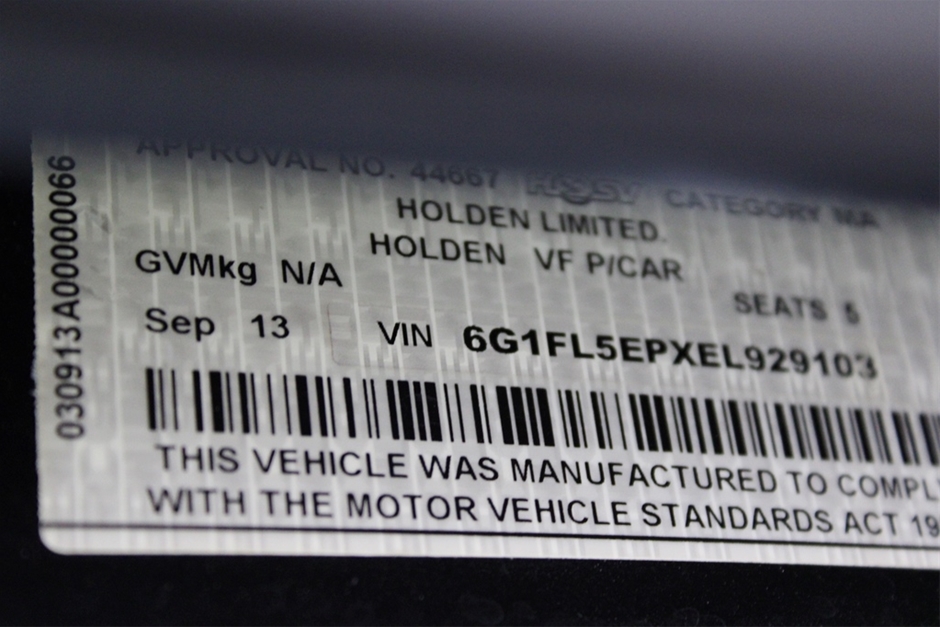 APPROVAL NO. 44667 CATEGORY MA
HOLDEN LIMITED.
HOLDEN VF P/CAR
GVMkg N/A
SEATS 5
Sep 13 VIN 6G1FL5EPXEL929103
THIS VEHICLE WAS MANUFACTURED TO COMPL
WITH THE MOTOR VEHICLE STANDARDS ACT 19
030913A00000066